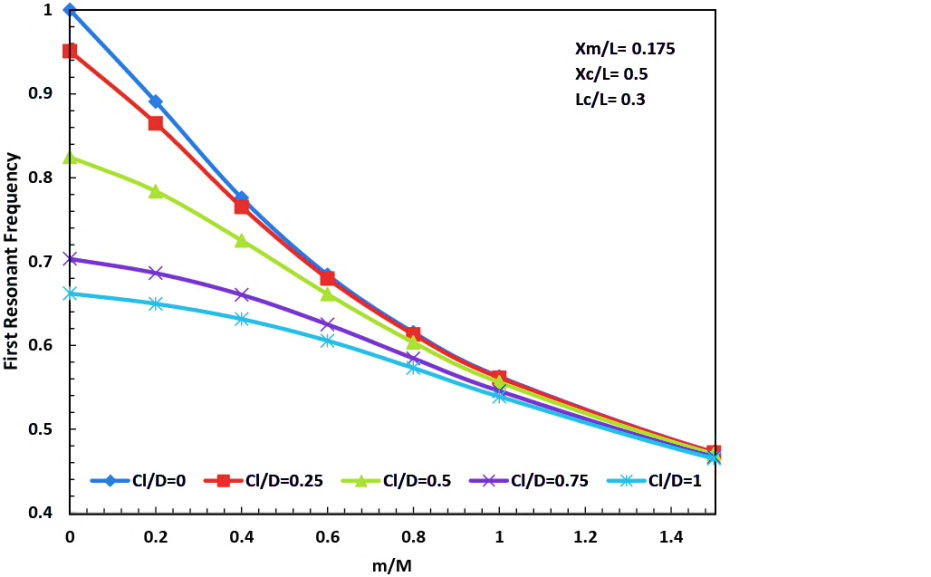 1
Xm/L= 0.175
Xc/L= 0.5
Lc/L= 0.3
0.9
0.8
0.7
0.6
0.5
0.4
First Resonant Frequency
Cl/D=0 Cl/D=0.25 Cl/D=0.5 Cl/D=0.75 Cl/D=1
0 0.2 0.4 0.6 0.8 1 1.2 1.4
m/M